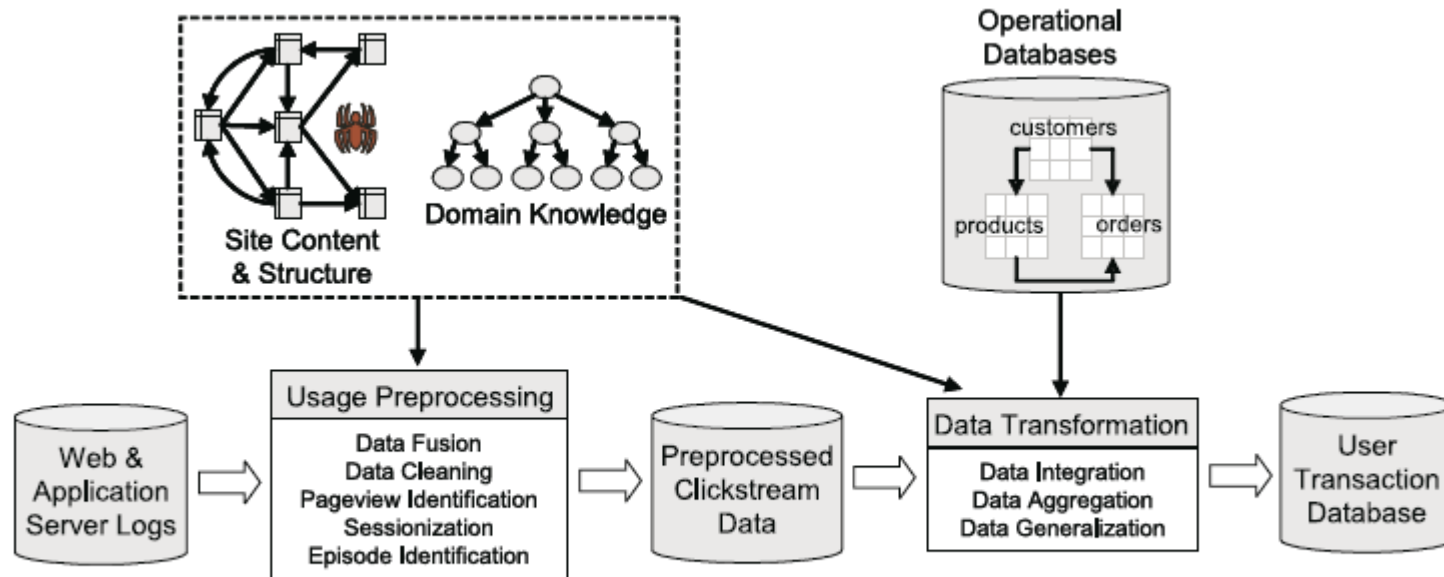 Operational
Databases
customers
products
orders
Domain Knowledge
Site Content
& Structure
Web &
Application
Server Logs
Usage Preprocessing
Data Fusion
Data Cleaning
Pageview Identification
Sessionization
Episode Identification
Preprocessed
Clickstream
Data
Data Transformation
Data Integration
Data Aggregation
Data Generalization
User
Transaction
Database